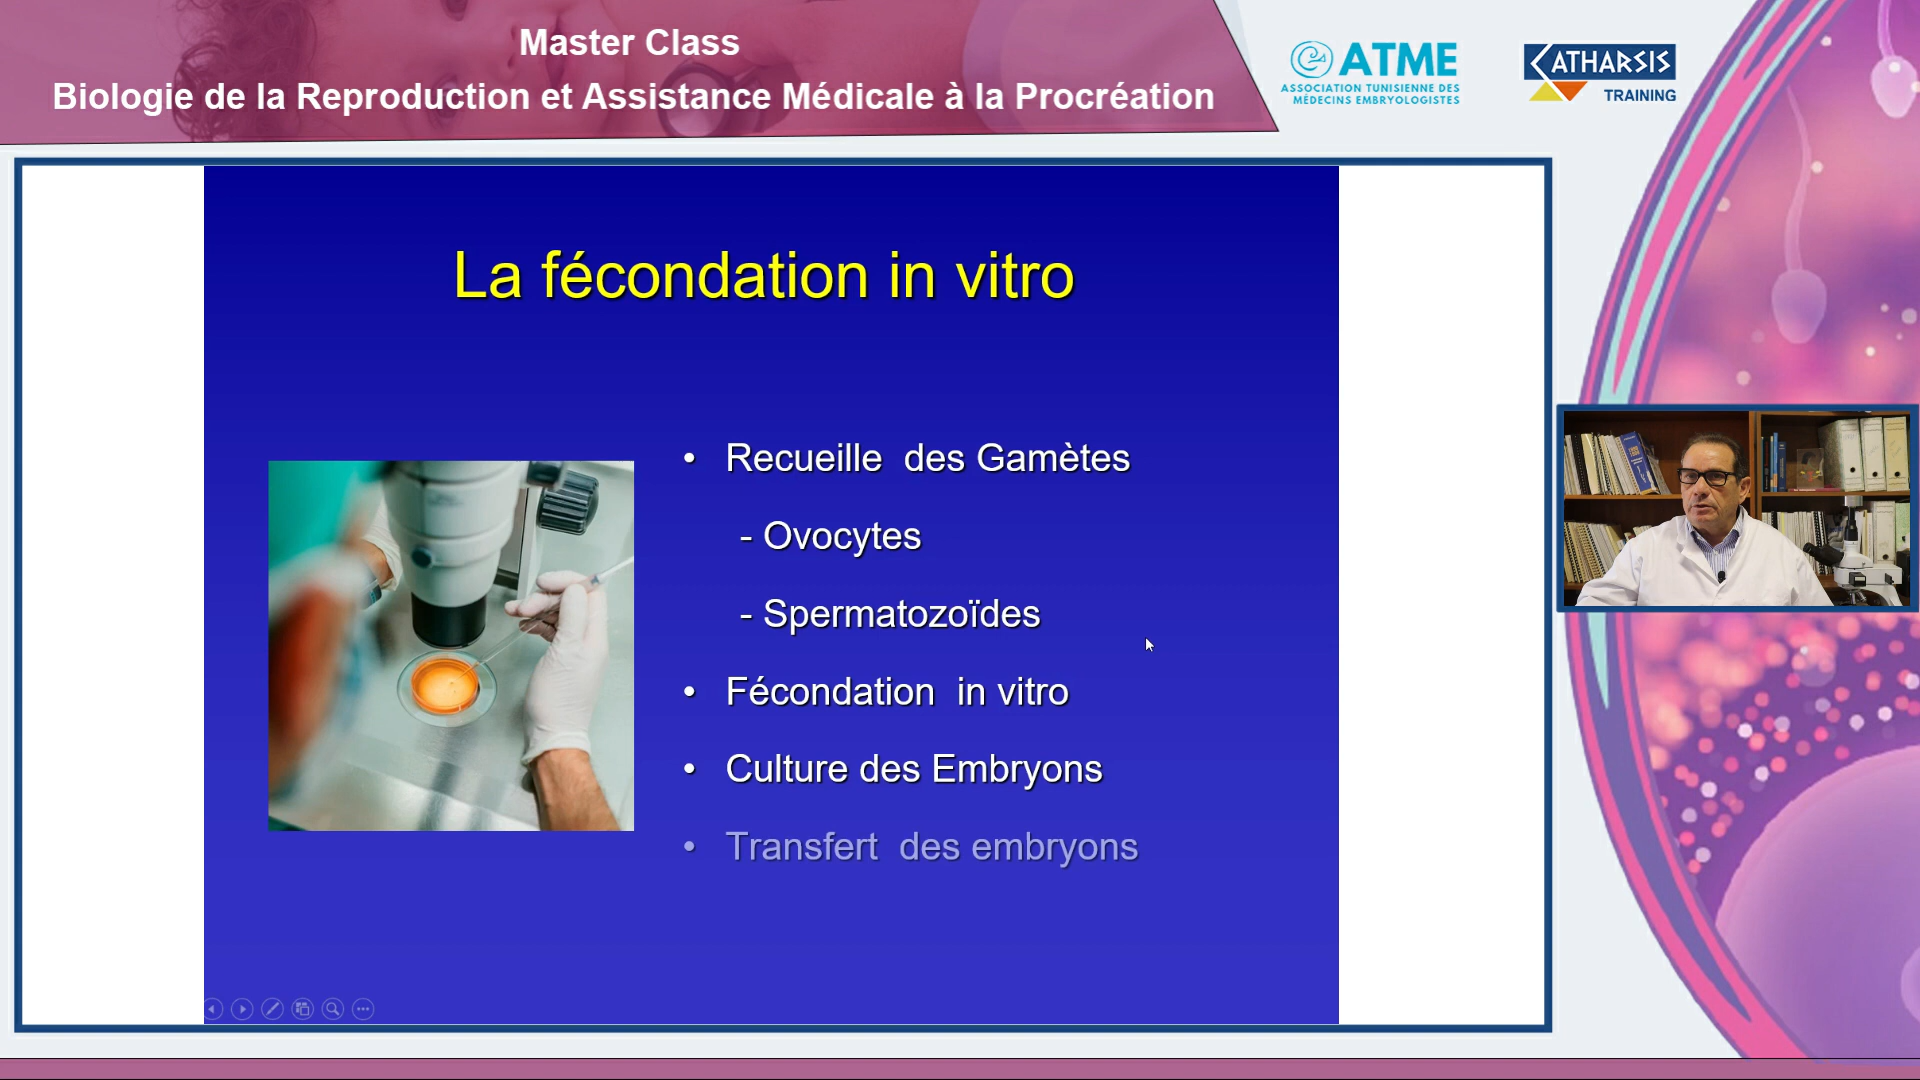 Master Class
Biologie de la Reproduction et Assistance Médicale à la Procréation
ATME
ASSOCIATION TUNISIENNE DES
MÉDECINS EMBRYOLOGISTES
KATHARSIS
TRAINING
La fécondation in vitro
• Recueille des Gamètes
- Ovocytes
- Spermatozoïdes
• Fécondation in vitro
• Culture des Embryons
• Transfert des embryons